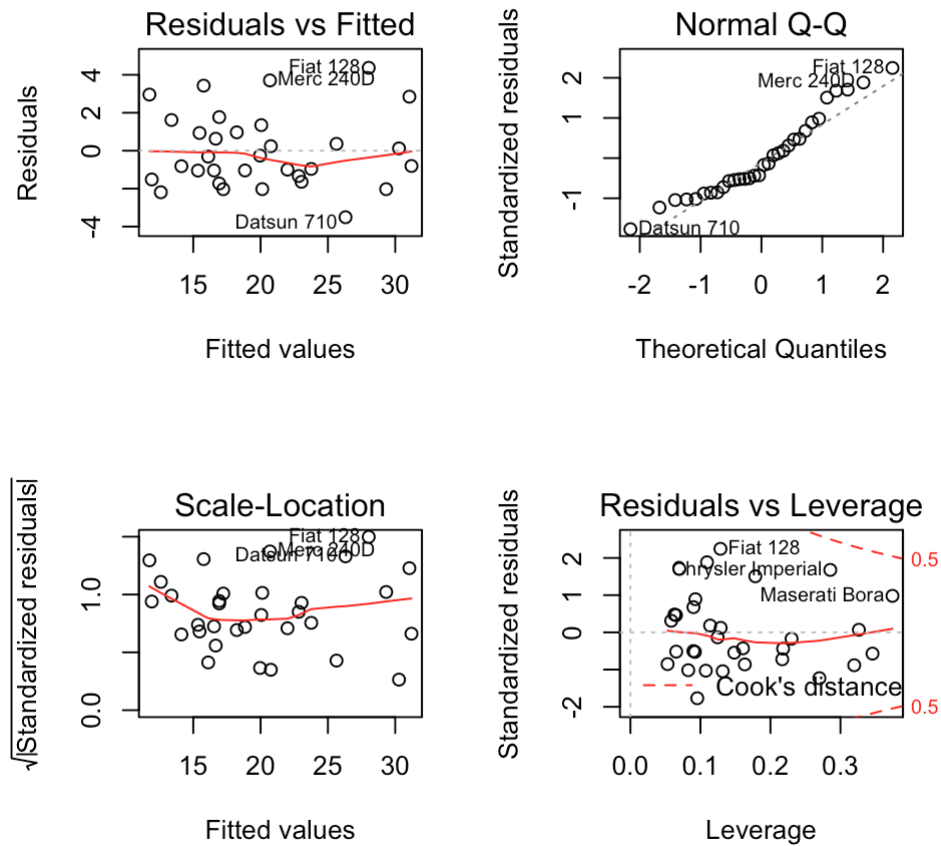 Residuals vs Fitted
Residuals
4
2
0
-4
Fiat 128
Merc 240D
Datsun 710
15 20 25 30
Fitted values
Normal Q-Q
Standardized residuals
2
1
-1
Fiat 128
Merc 240D
Datsun 710
-2 -1 0 1 2
Theoretical Quantiles
Scale-Location
√|Standardized residuals|
1.0
0.0
Fiat 128
Merc 240D
Datsun 710
15 20 25 30
Fitted values
Residuals vs Leverage
Standardized residuals
2
1
0
-2
Fiat 128
Chrysler Imperial
Maserati Bora
Cook's distance
0.5
0.5
0.0 0.1 0.2 0.3
Leverage